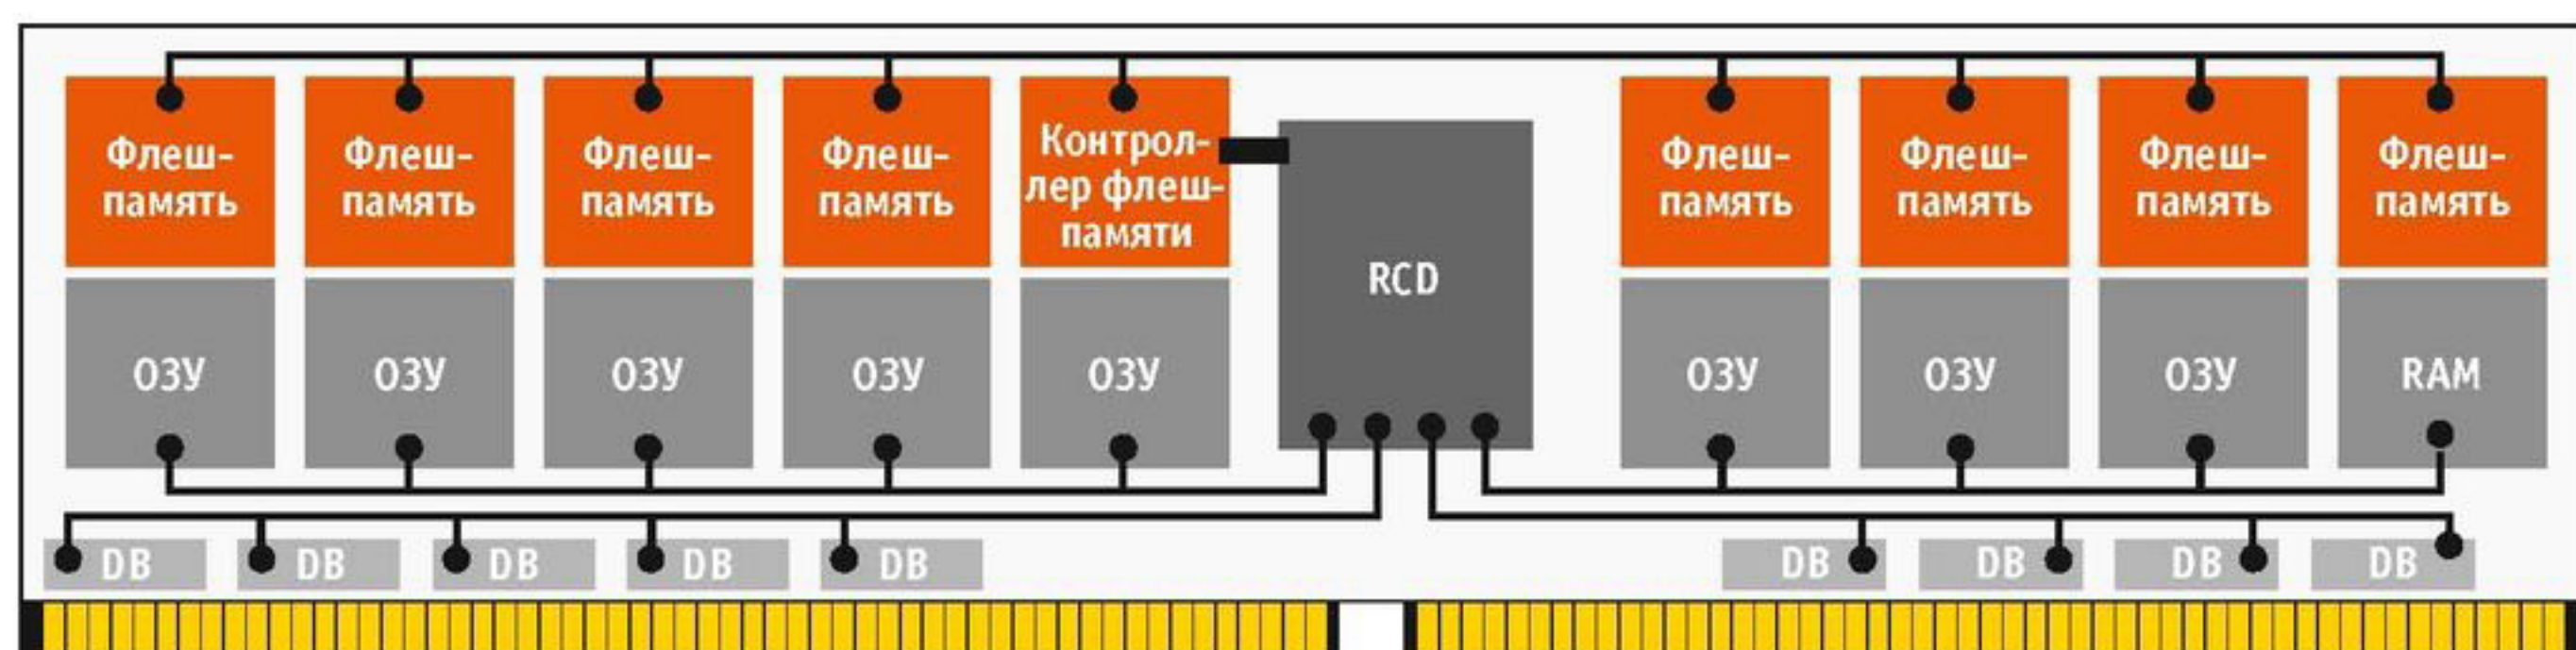 Флеш-
память
Флеш-
память
Флеш-
память
Флеш-
память
Контрол-
лер флеш-
памяти
RCD
Флеш-
память
Флеш-
память
Флеш-
память
Флеш-
память
ОЗУ
ОЗУ
ОЗУ
ОЗУ
ОЗУ
ОЗУ
ОЗУ
ОЗУ
RAM
DB
DB
DB
DB
DB
DB
DB
DB
DB